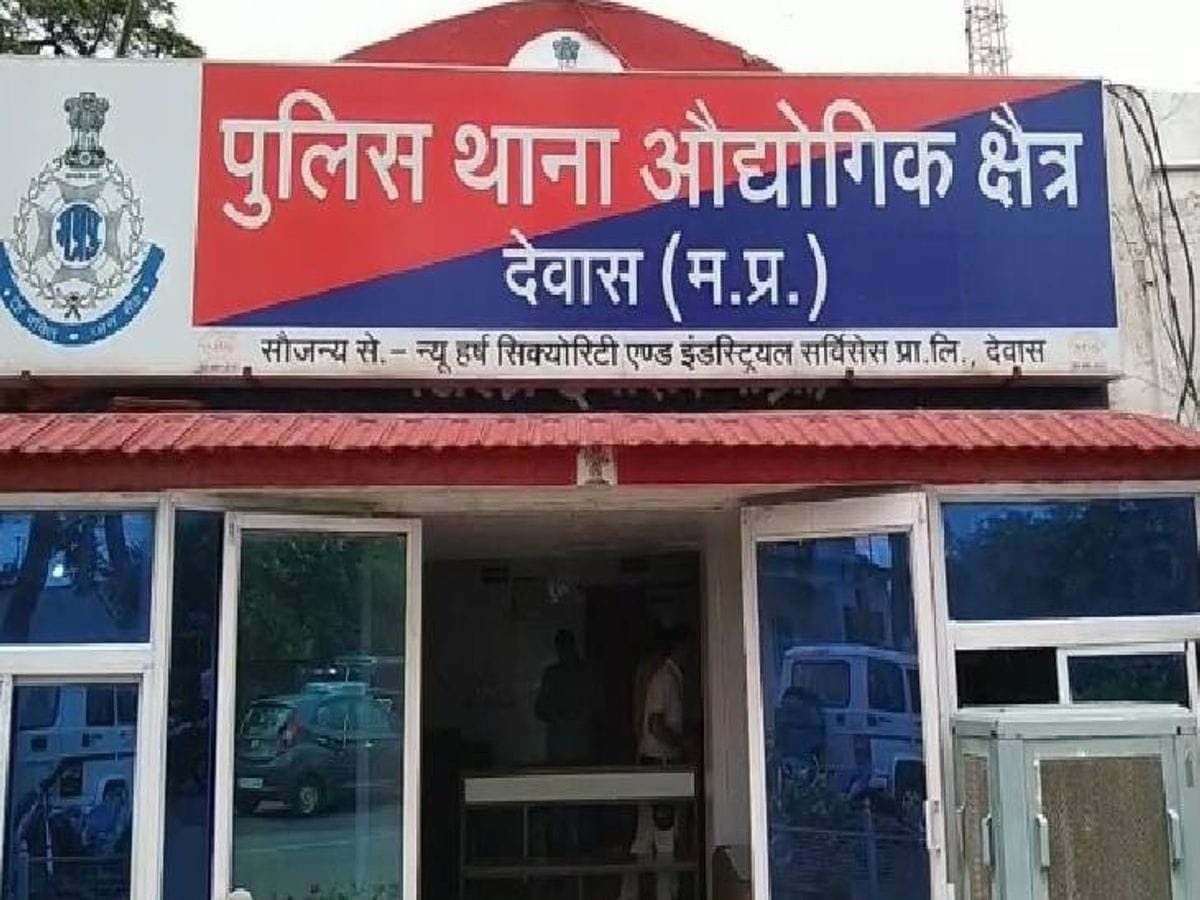 पुलिस थाना औद्योगिक क्षैत्र
देवास (म.प्र.)
सौजन्य से.– न्यू हर्ष सिक्योरिटी एण्ड इंडस्ट्रियल सर्विसेस प्रा.लि., देवास